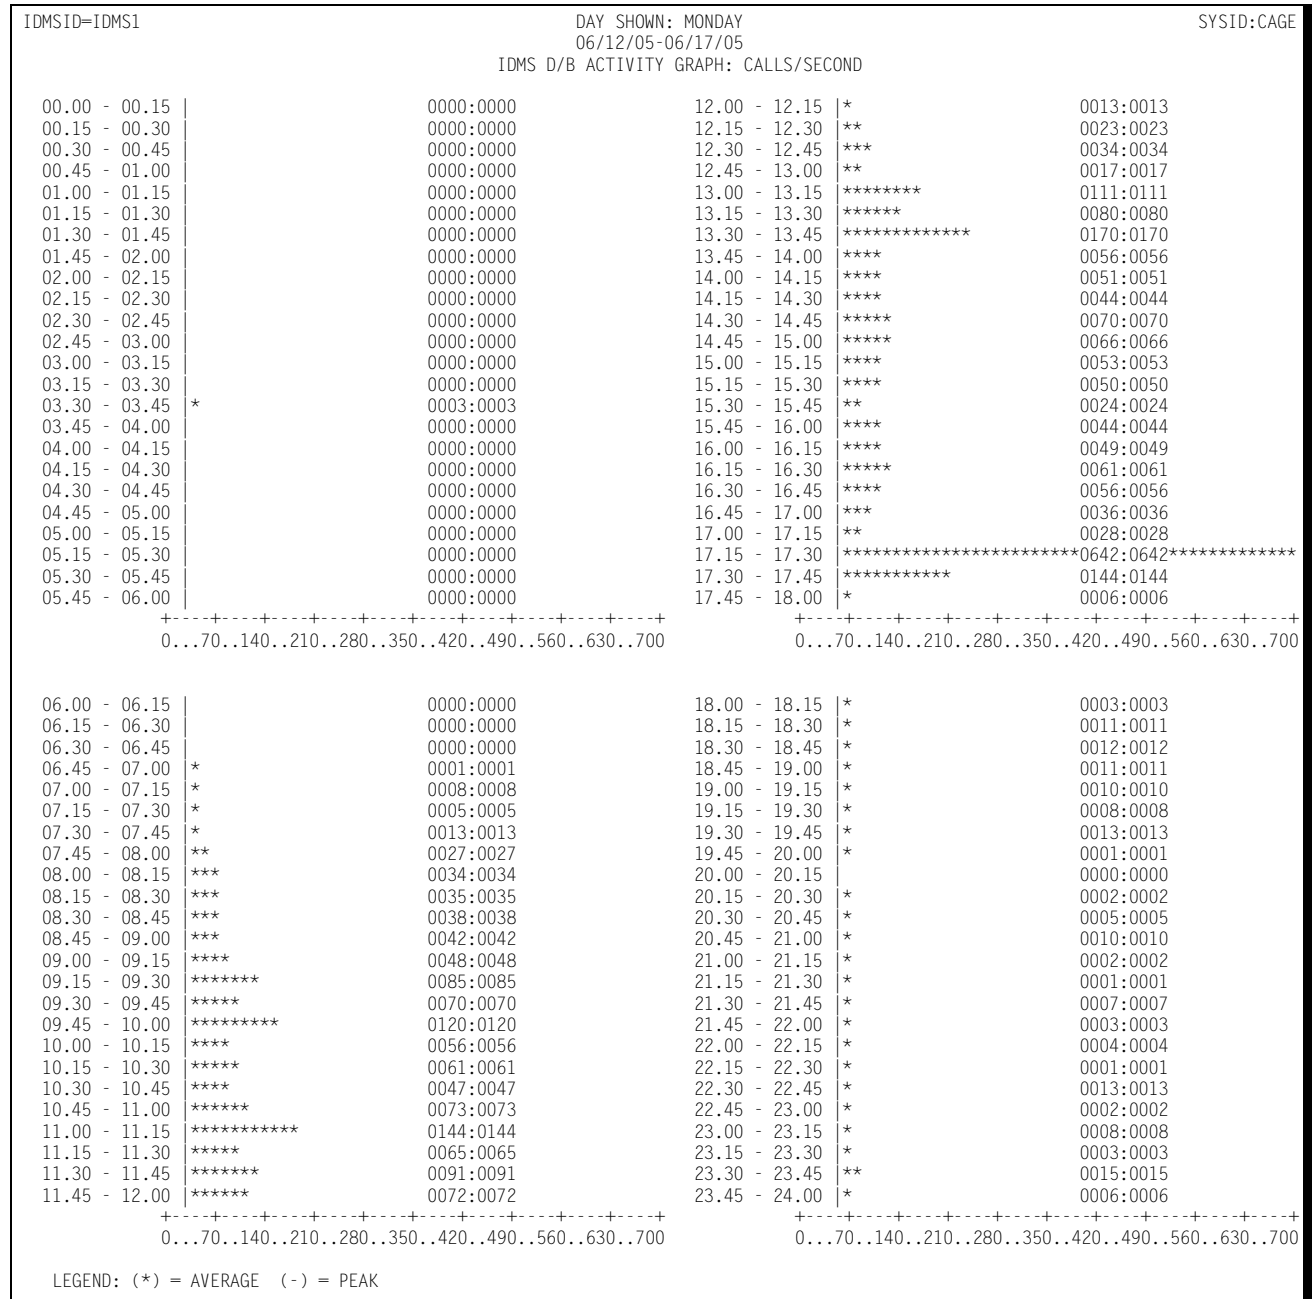 IDMSID=IDMS1 DAY SHOWN: MONDAY SYSID:CAGE
06/12/05-06/17/05
IDMS D/B ACTIVITY GRAPH: CALLS/SECOND
00.00 - 00.15 | 0000:0000 12.00 - 12.15 |* 0013:0013
00.15 - 00.30 | 0000:0000 12.15 - 12.30 |** 0023:0023
00.30 - 00.45 | 0000:0000 12.30 - 12.45 |*** 0034:0034
00.45 - 01.00 | 0000:0000 12.45 - 13.00 |** 0017:0017
01.00 - 01.15 | 0000:0000 13.00 - 13.15 |******** 0111:0111
01.15 - 01.30 | 0000:0000 13.15 - 13.30 |****** 0080:0080
01.30 - 01.45 | 0000:0000 13.30 - 13.45 |************* 0170:0170
01.45 - 02.00 | 0000:0000 13.45 - 14.00 |**** 0056:0056
02.00 - 02.15 | 0000:0000 14.00 - 14.15 |**** 0051:0051
02.15 - 02.30 | 0000:0000 14.15 - 14.30 |**** 0044:0044
02.30 - 02.45 | 0000:0000 14.30 - 14.45 |***** 0070:0070
02.45 - 03.00 | 0000:0000 14.45 - 15.00 |***** 0066:0066
03.00 - 03.15 | 0000:0000 15.00 - 15.15 |**** 0053:0053
03.15 - 03.30 | 0000:0000 15.15 - 15.30 |**** 0050:0050
03.30 - 03.45 |* 0003:0003 15.30 - 15.45 |** 0024:0024
03.45 - 04.00 | 0000:0000 15.45 - 16.00 |**** 0044:0044
04.00 - 04.15 | 0000:0000 16.00 - 16.15 |**** 0049:0049
04.15 - 04.30 | 0000:0000 16.15 - 16.30 |***** 0061:0061
04.30 - 04.45 | 0000:0000 16.30 - 16.45 |**** 0056:0056
04.45 - 05.00 | 0000:0000 16.45 - 17.00 |*** 0036:0036
05.00 - 05.15 | 0000:0000 17.00 - 17.15 |** 0028:0028
05.15 - 05.30 | 0000:0000 17.15 - 17.30 |************************0642:0642*************
05.30 - 05.45 | 0000:0000 17.30 - 17.45 |*********** 0144:0144
05.45 - 06.00 | 0000:0000 17.45 - 18.00 |* 0006:0006
+----+----+----+----+----+----+----+----+----+----+ +----+----+----+----+----+----+----+----+----+----+
0...70..140..210..280..350..420..490..560..630..700 0...70..140..210..280..350..420..490..560..630..700
06.00 - 06.15 | 0000:0000 18.00 - 18.15 |* 0003:0003
06.15 - 06.30 | 0000:0000 18.15 - 18.30 |* 0011:0011
06.30 - 06.45 | 0000:0000 18.30 - 18.45 |* 0012:0012
06.45 - 07.00 |* 0001:0001 18.45 - 19.00 |* 0011:0011
07.00 - 07.15 |* 0008:0008 19.00 - 19.15 |* 0010:0010
07.15 - 07.30 |* 0005:0005 19.15 - 19.30 |* 0008:0008
07.30 - 07.45 |* 0013:0013 19.30 - 19.45 |* 0013:0013
07.45 - 08.00 |** 0027:0027 19.45 - 20.00 |* 0001:0001
08.00 - 08.15 |*** 0034:0034 20.00 - 20.15 | 0000:0000
08.15 - 08.30 |*** 0035:0035 20.15 - 20.30 |* 0002:0002
08.30 - 08.45 |*** 0038:0038 20.30 - 20.45 |* 0005:0005
08.45 - 09.00 |*** 0042:0042 20.45 - 21.00 |* 0010:0010
09.00 - 09.15 |**** 0048:0048 21.00 - 21.15 |* 0002:0002
09.15 - 09.30 |******* 0085:0085 21.15 - 21.30 |* 0001:0001
09.30 - 09.45 |***** 0070:0070 21.30 - 21.45 |* 0007:0007
09.45 - 10.00 |********* 0120:0120 21.45 - 22.00 |* 0003:0003
10.00 - 10.15 |**** 0056:0056 22.00 - 22.15 |* 0004:0004
10.15 - 10.30 |***** 0061:0061 22.15 - 22.30 |* 0001:0001
10.30 - 10.45 |**** 0047:0047 22.30 - 22.45 |* 0013:0013
10.45 - 11.00 |****** 0073:0073 22.45 - 23.00 |* 0002:0002
11.00 - 11.15 |*********** 0144:0144 23.00 - 23.15 |* 0008:0008
11.15 - 11.30 |***** 0065:0065 23.15 - 23.30 |* 0003:0003
11.30 - 11.45 |******* 0091:0091 23.30 - 23.45 |** 0015:0015
11.45 - 12.00 |****** 0072:0072 23.45 - 24.00 |* 0006:0006
+----+----+----+----+----+----+----+----+----+----+ +----+----+----+----+----+----+----+----+----+----+
0...70..140..210..280..350..420..490..560..630..700 0...70..140..210..280..350..420..490..560..630..700
LEGEND: (*) = AVERAGE (-) = PEAK